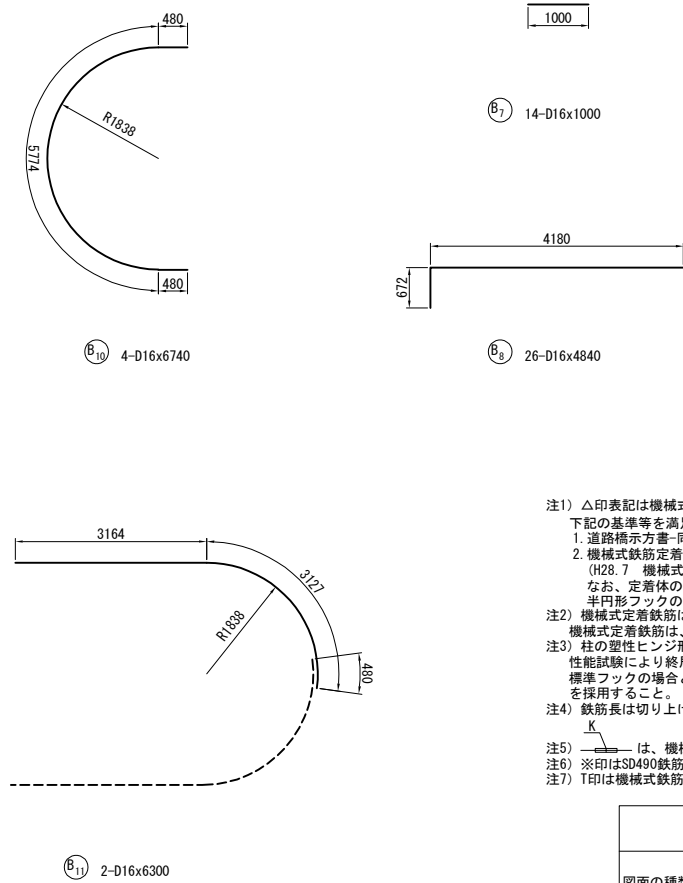 480
R1838
5774
480
B10 4-D16x6740
1000
B7 14-D16x1000
4180
672
B8 26-D16x4840
3164
3127
R1838
480
B11 2-D16x6300
注1) △印表記は機械式
下記の基準等を満足
1. 道路橋示方書-同
2. 機械式鉄筋定着
(H28.7 機械式
なお、定着体の
半円形フックの
注2) 機械式定着鉄筋は
機械式定着鉄筋は、
注3) 柱の塑性ヒンジ形
性能試験により終局
標準フックの場合と
を採用すること。
注4) 鉄筋長は切り上げ
K
注5) は、機械
注6) ※印はSD490鉄筋
注7) T印は機械式鉄筋
図面の種類